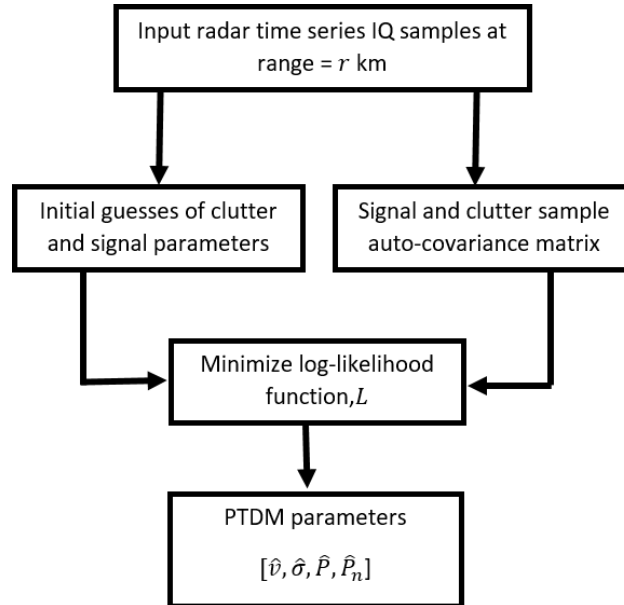 Input radar time series IQ samples at
range = r km
Initial guesses of clutter
and signal parameters
Signal and clutter sample
auto-covariance matrix
Minimize log-likelihood
function,L
PTDM parameters
[v̂, σ̂, P̂, P̂ₙ]